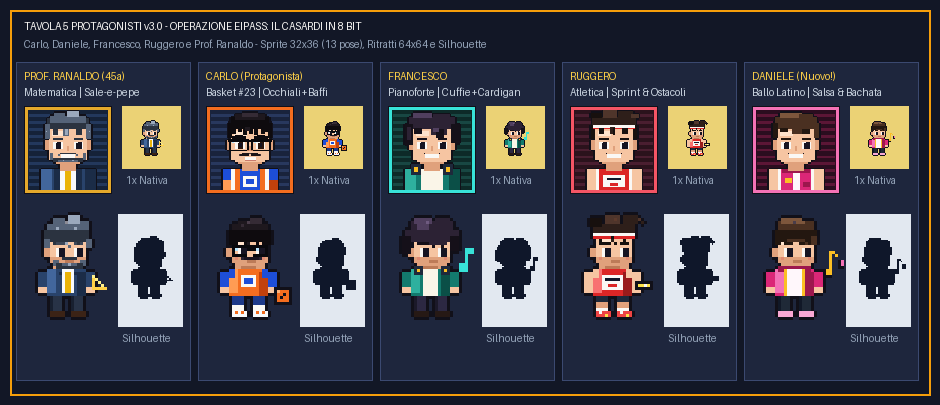 TAVOLA 5 PROTAGONISTI v3.0 - OPERAZIONE EIPASS: IL CASARDI IN 8 BIT
Carlo, Daniele, Francesco, Ruggero e Prof. Ranaldo - Sprite 32x36 (13 pose), Ritratti 64x64 e Silhouette
PROF. RANALDO (45a)
Matematica | Sale-e-pepe
1x Nativa
Silhouette
CARLO (Protagonista)
Basket #23 | Occhiali+Baffi
1x Nativa
Silhouette
FRANCESCO
Pianoforte | Cuffie+Cardigan
1x Nativa
Silhouette
RUGGERO
Atletica | Sprint & Ostacoli
1x Nativa
Silhouette
DANIELE (Nuovo!)
Ballo Latino | Salsa & Bachata
1x Nativa
Silhouette